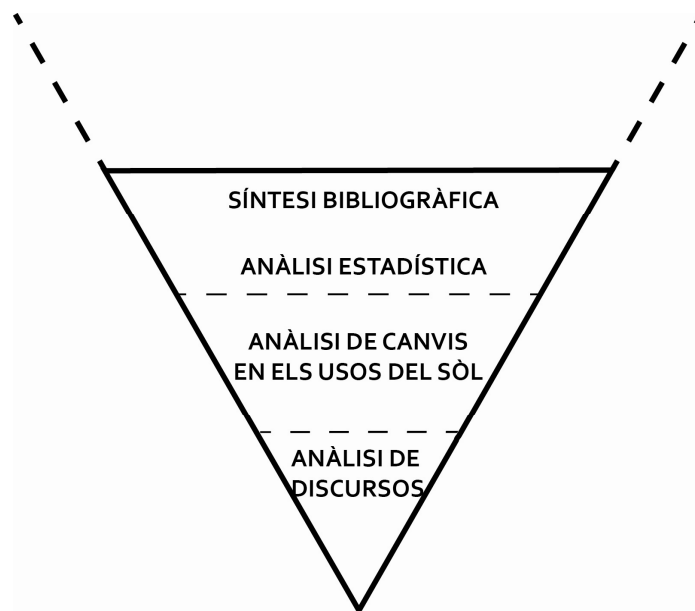 SÍNTESI BIBLIOGRÀFICA
ANÀLISI ESTADÍSTICA
ANÀLISI DE CANVIS
EN ELS USOS DEL SÒL
ANÀLISI DE
DISCURSOS